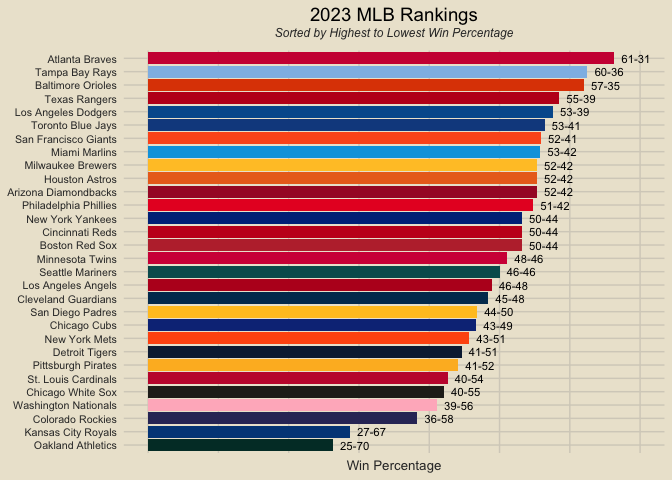 2023 MLB Rankings
Sorted by Highest to Lowest Win Percentage
Atlanta Braves 61-31
Tampa Bay Rays 60-36
Baltimore Orioles 57-35
Texas Rangers 55-39
Los Angeles Dodgers 53-39
Toronto Blue Jays 53-41
San Francisco Giants 52-41
Miami Marlins 53-42
Milwaukee Brewers 52-42
Houston Astros 52-42
Arizona Diamondbacks 52-42
Philadelphia Phillies 51-42
New York Yankees 50-44
Cincinnati Reds 50-44
Boston Red Sox 50-44
Minnesota Twins 48-46
Seattle Mariners 46-46
Los Angeles Angels 46-48
Cleveland Guardians 45-48
San Diego Padres 44-50
Chicago Cubs 43-49
New York Mets 43-51
Detroit Tigers 41-51
Pittsburgh Pirates 41-52
St. Louis Cardinals 40-54
Chicago White Sox 40-55
Washington Nationals 39-56
Colorado Rockies 36-58
Kansas City Royals 27-67
Oakland Athletics 25-70
Win Percentage